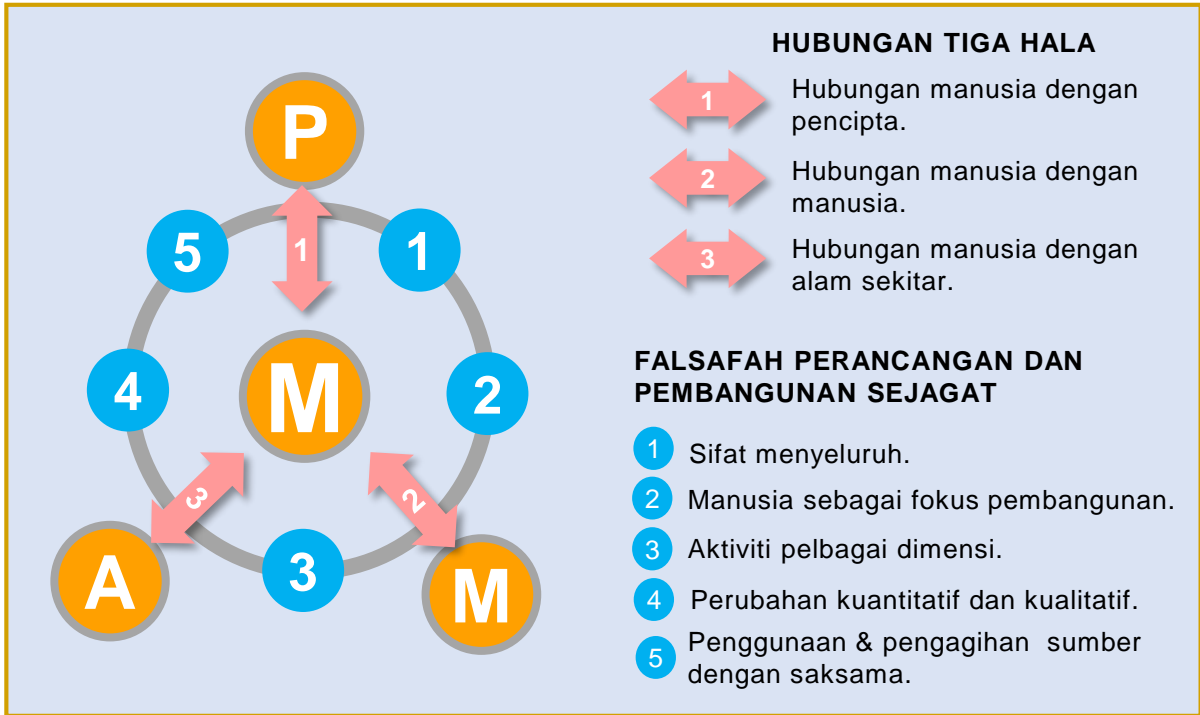 P
5
1
1
4
M
2
3
2
A
3
M
HUBUNGAN TIGA HALA
1 Hubungan manusia dengan
pencipta.
2 Hubungan manusia dengan
manusia.
3 Hubungan manusia dengan
alam sekitar.
FALSAFAH PERANCANGAN DAN
PEMBANGUNAN SEJAGAT
1 Sifat menyeluruh.
2 Manusia sebagai fokus pembangunan.
3 Aktiviti pelbagai dimensi.
4 Perubahan kuantitatif dan kualitatif.
5 Penggunaan & pengagihan sumber
dengan saksama.